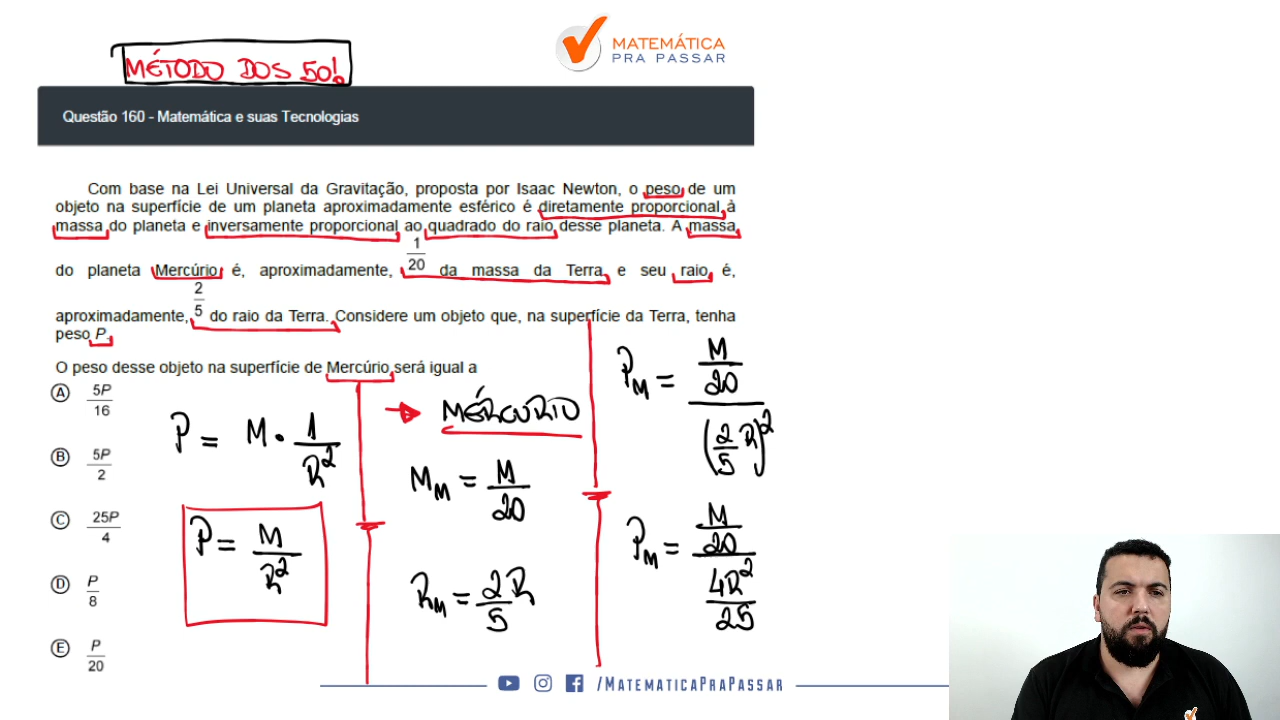 MÉTODO DOS 50!
MATEMÁTICA
PRA PASSAR
Questão 160 - Matemática e suas Tecnologias
Com base na Lei Universal da Gravitação, proposta por Isaac Newton, o peso de um
objeto na superfície de um planeta aproximadamente esférico é diretamente proporcional à
massa do planeta e inversamente proporcional ao quadrado do raio desse planeta. A massa
do planeta Mercúrio é, aproximadamente, 1/20 da massa da Terra e seu raio é,
aproximadamente, 2/5 do raio da Terra. Considere um objeto que, na superfície da Terra, tenha
peso P.
O peso desse objeto na superfície de Mercúrio será igual a
A 5P/16
B 5P/2
C 25P/4
D P/8
E P/20
P = M · 1/R²
P = M/R²
MÉRCURIO
M_M = M/20
R_M = 2/5 R
P_M = (M/20)/(2/5 R)²
P_M = (M/20)/(4R²/25)
/MatematicaPraPassar